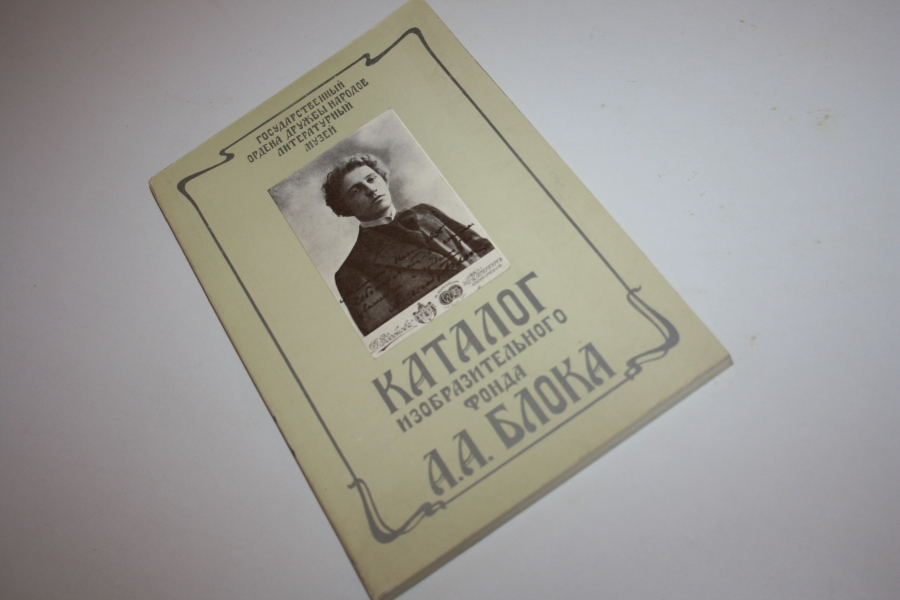 ГОСУДАРСТВЕННЫЙ
ОРДЕНА ДРУЖБЫ НАРОДОВ
ЛИТЕРАТУРНЫЙ
МУЗЕЙ
КАТАЛОГ
ИЗОБРАЗИТЕЛЬНОГО
ФОНДА
А.А. БЛОКА